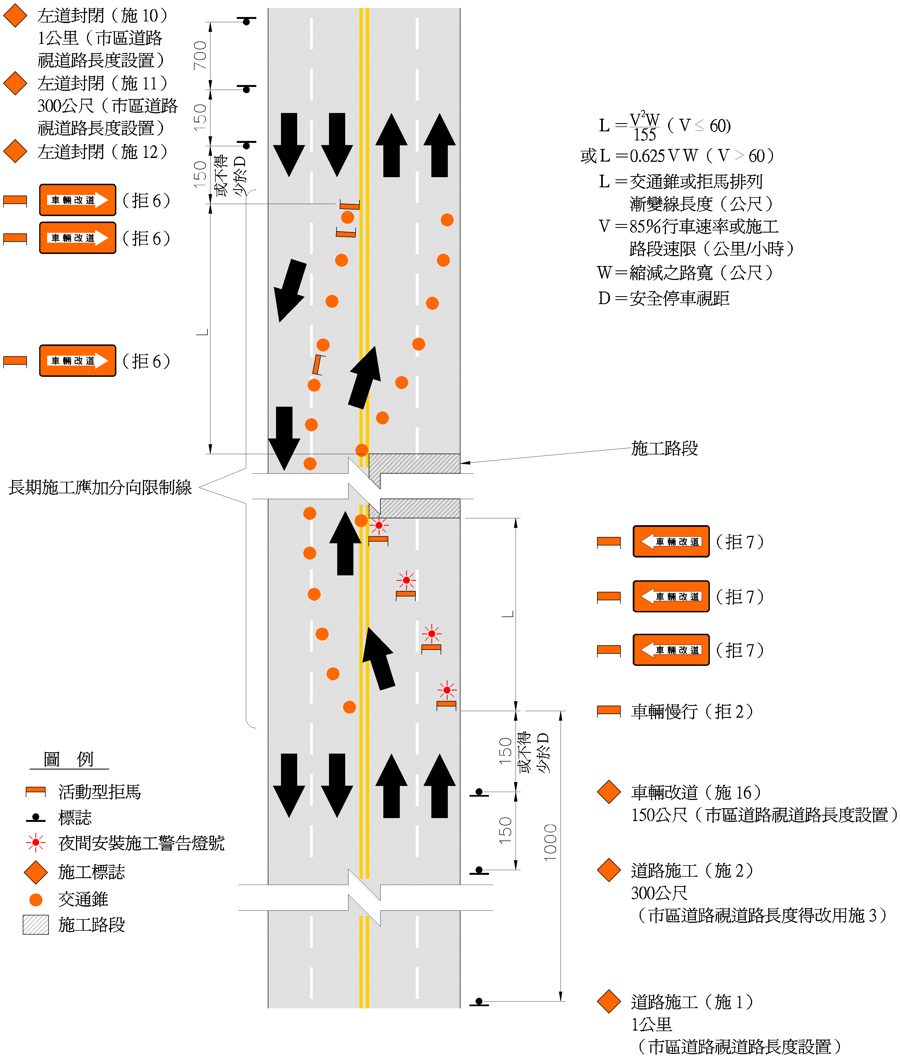 左道封閉（施 10）
1公里（市區道路
視道路長度設置）
左道封閉（施 11）
300公尺（市區道路
視道路長度設置）
左道封閉（施 12）
車輛改道
（拒 6）
車輛改道
（拒 6）
車輛改道
（拒 6）
700
150
150
或不得
少於D
L
L＝V²W/155（V ≤ 60）
或 L＝0.625 V W（V > 60）
L＝交通錐或拒馬排列
漸變線長度（公尺）
V＝85%行車速率或施工
路段速限（公里/小時）
W＝縮減之路寬（公尺）
D＝安全停車視距
施工路段
長期施工應加分向限制線
L
車輛改道
（拒 7）
車輛改道
（拒 7）
車輛改道
（拒 7）
車輛慢行（拒 2）
150
或不得
少於D
150
1000
車輛改道（施 16）
150公尺（市區道路視道路長度設置）
道路施工（施 2）
300公尺
（市區道路視道路長度得改用施 3）
道路施工（施 1）
1公里
（市區道路視道路長度設置）
圖 例
活動型拒馬
標誌
夜間安裝施工警告燈號
施工標誌
交通錐
施工路段